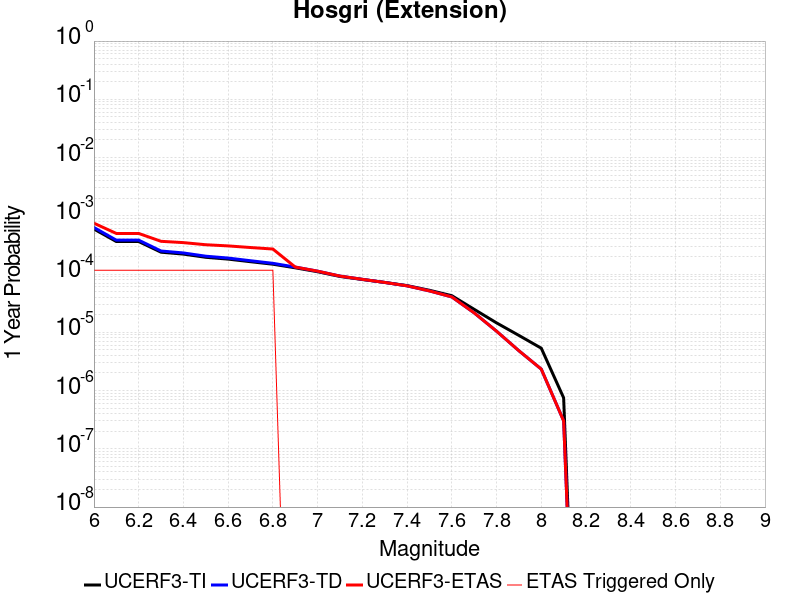 Hosgri (Extension)
10^0
10^-1
10^-2
10^-3
10^-4
10^-5
10^-6
10^-7
10^-8
1 Year Probability
6 6.2 6.4 6.6 6.8 7 7.2 7.4 7.6 7.8 8 8.2 8.4 8.6 8.8 9
Magnitude
UCERF3-TI UCERF3-TD UCERF3-ETAS ETAS Triggered Only